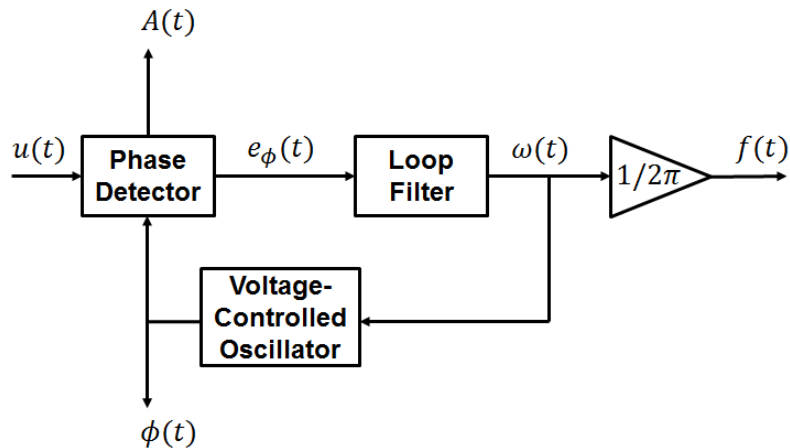 A(t)
u(t)
Phase
Detector
e_ϕ(t)
Loop
Filter
ω(t)
1/2π
f(t)
Voltage-
Controlled
Oscillator
ϕ(t)